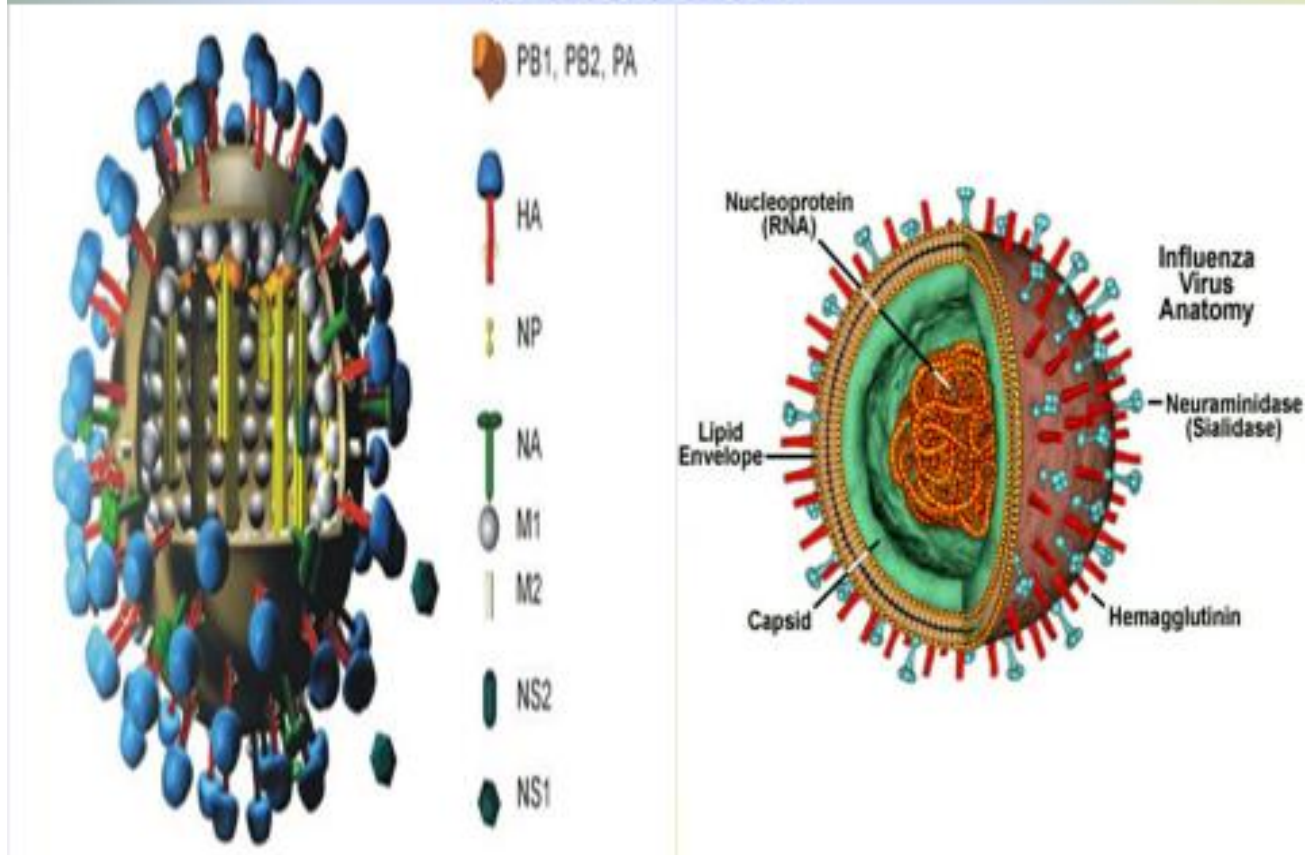 PB1, PB2, PA
HA
NP
NA
M1
M2
NS2
NS1
Nucleoprotein
(RNA)
Influenza
Virus
Anatomy
Neuraminidase
(Sialidase)
Lipid
Envelope
Capsid
Hemagglutinin